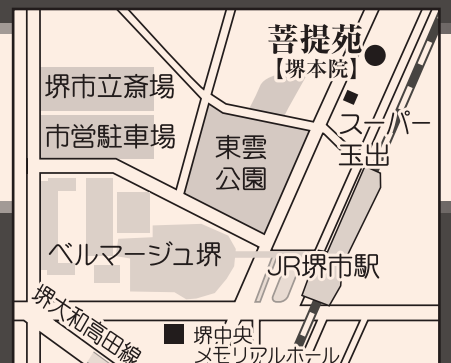 菩提苑
【堺本院】
堺市立斎場
スーパー
玉出
市営駐車場
東雲
公園
ベルマージュ堺
JR堺市駅
堺大和高田線
堺中央
メモリアルホール